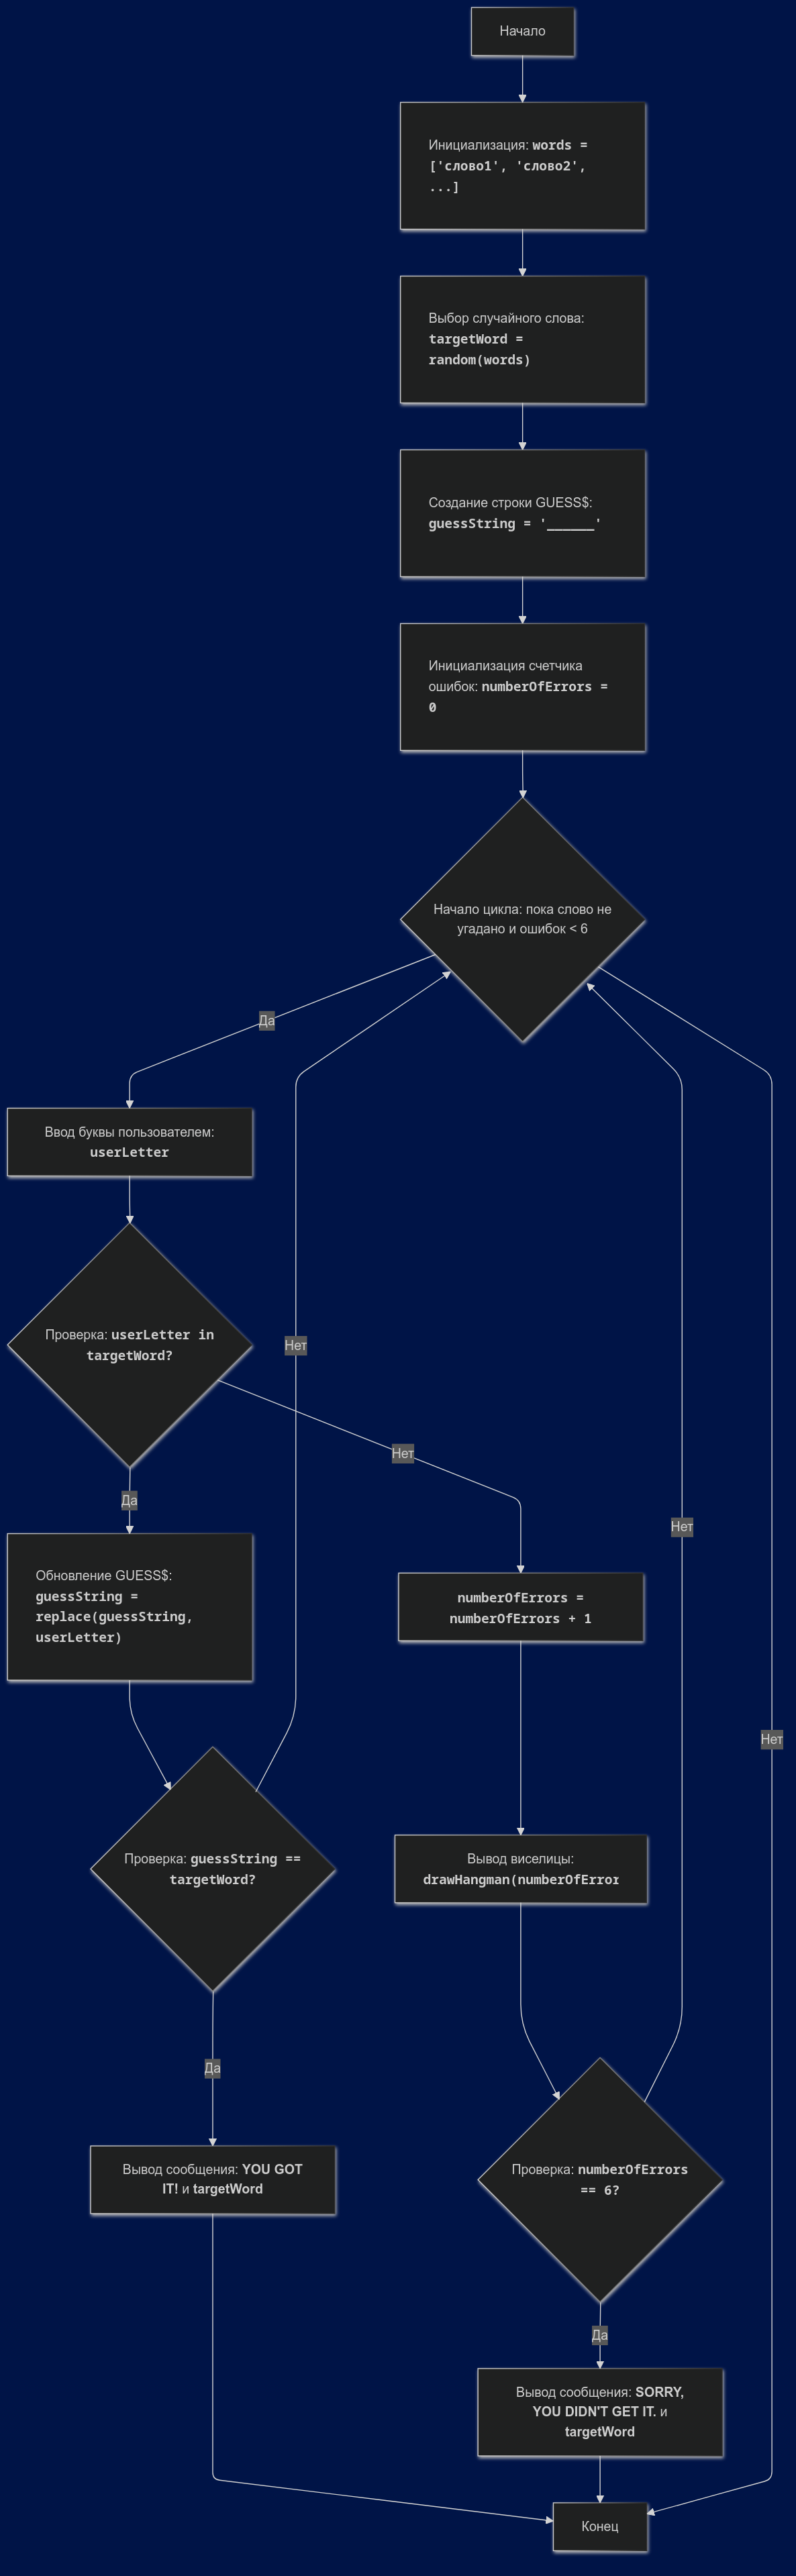 Начало
Инициализация: words =
['слово1', 'слово2',
...]
Выбор случайного слова:
targetWord =
random(words)
Создание строки GUESS$:
guessString = '______'
Инициализация счетчика
ошибок: numberOfErrors =
0
Начало цикла: пока слово не
угадано и ошибок < 6
Да
Ввод буквы пользователем:
userLetter
Проверка: userLetter in
targetWord?
Нет
Нет
Да
Нет
Обновление GUESS$:
guessString =
replace(guessString,
userLetter)
numberOfErrors =
numberOfErrors + 1
Нет
Проверка: guessString ==
targetWord?
Вывод виселицы:
drawHangman(numberOfError
Да
Вывод сообщения: YOU GOT
IT! и targetWord
Проверка: numberOfErrors
== 6?
Да
Вывод сообщения: SORRY,
YOU DIDN'T GET IT. и
targetWord
Конец